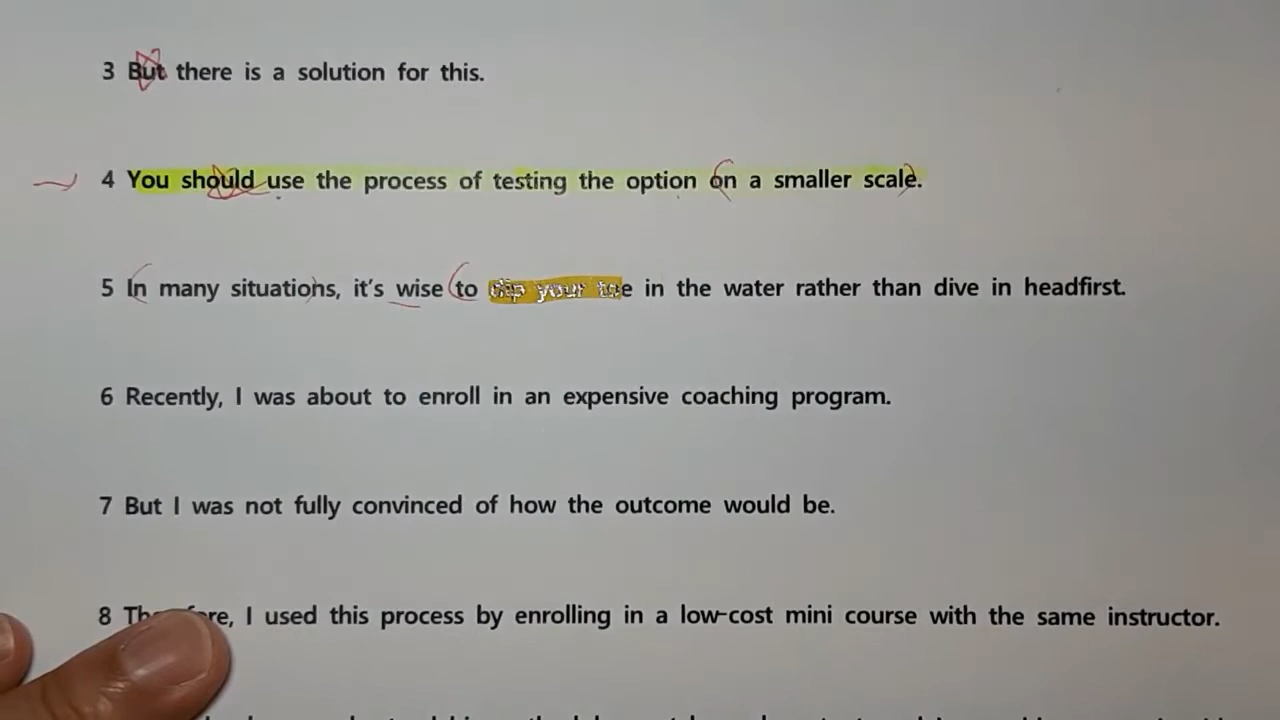 3 But there is a solution for this.
4 You should use the process of testing the option on a smaller scale.
5 In many situations, it's wise to dip your toe in the water rather than dive in headfirst.
6 Recently, I was about to enroll in an expensive coaching program.
7 But I was not fully convinced of how the outcome would be.
8 Therefore, I used this process by enrolling in a low-cost mini course with the same instructor.